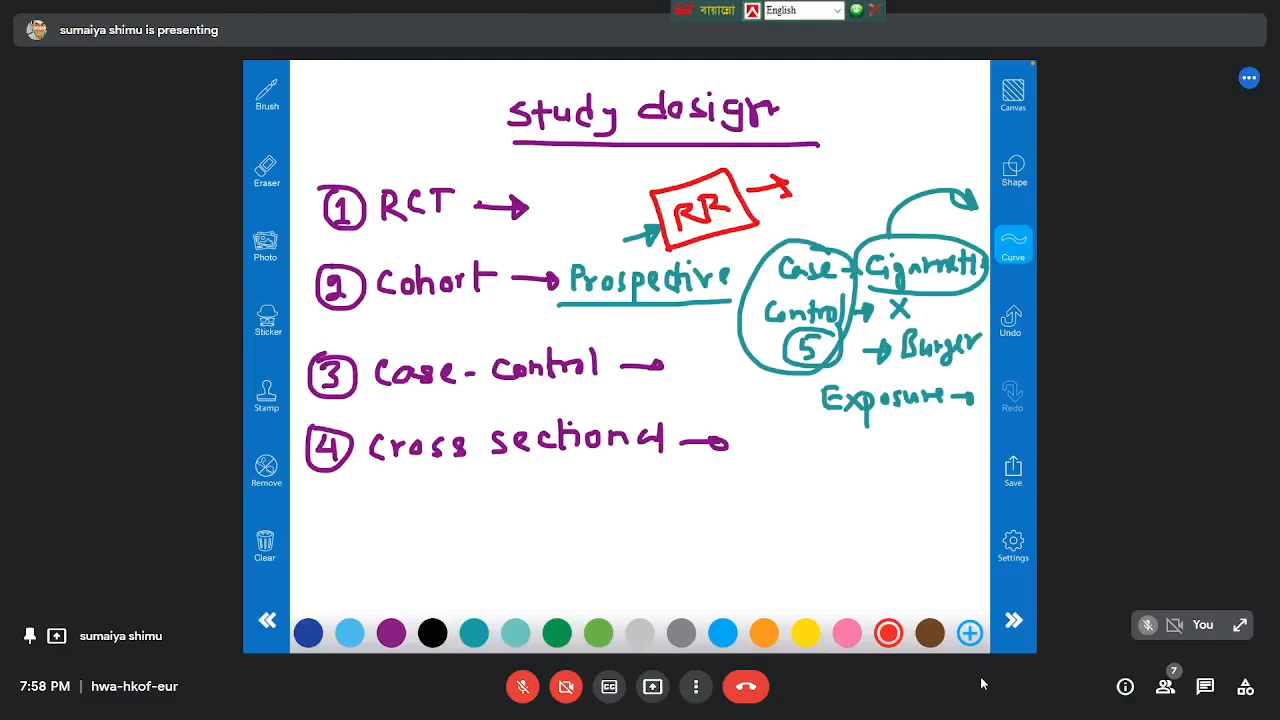 বায়ান্নো English
sumaiya shimu is presenting
Brush
Eraser
Photo
Sticker
Stamp
Remove
Clear
study dosign
① RCT →
RR →
② Cohort → Prospective
③ Case-control →
④ Cross sectional →
Case - Cigarrette
Control → X
5 → Burger
Exposure →
Canvas
Shape
Curve
Undo
Redo
Save
Settings
sumaiya shimu
You
7:58 PM | hwa-hkof-eur
7